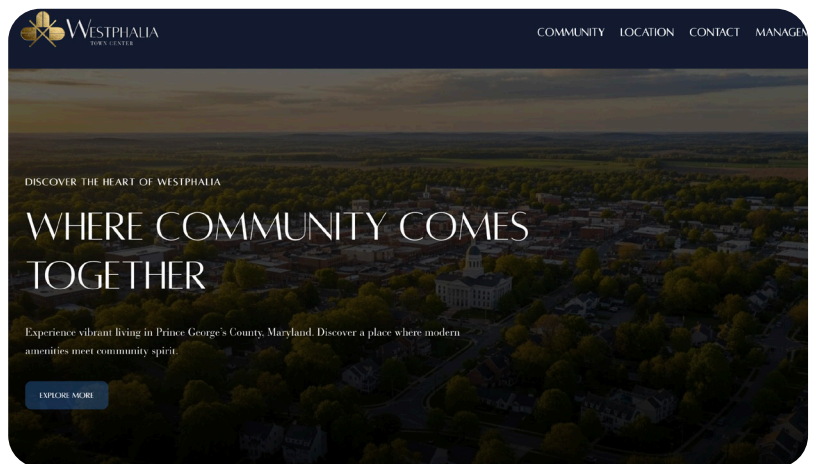 WESTPHALIA
TOWN CENTER
COMMUNITY LOCATION CONTACT MANAGEM
DISCOVER THE HEART OF WESTPHALIA
WHERE COMMUNITY COMES
TOGETHER
Experience vibrant living in Prince George's County, Maryland. Discover a place where modern
amenities meet community spirit.
EXPLORE MORE